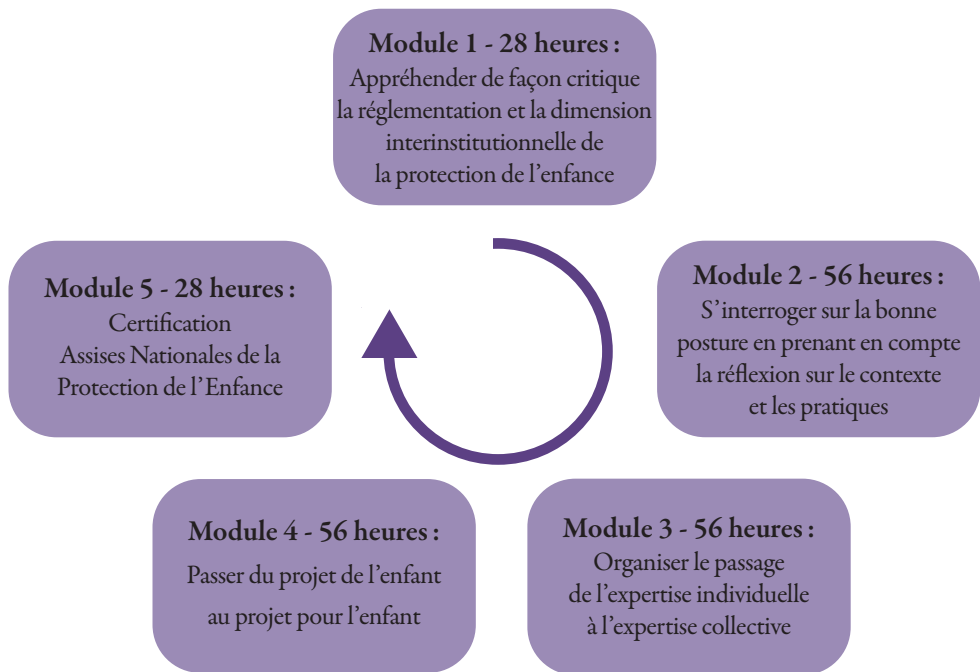 Module 1 - 28 heures :
Appréhender de façon critique
la réglementation et la dimension
interinstitutionnelle de
la protection de l'enfance
Module 2 - 56 heures :
S'interroger sur la bonne
posture en prenant en compte
la réflexion sur le contexte
et les pratiques
Module 3 - 56 heures :
Organiser le passage
de l'expertise individuelle
à l'expertise collective
Module 4 - 56 heures :
Passer du projet de l'enfant
au projet pour l'enfant
Module 5 - 28 heures :
Certification
Assises Nationales de la
Protection de l'Enfance